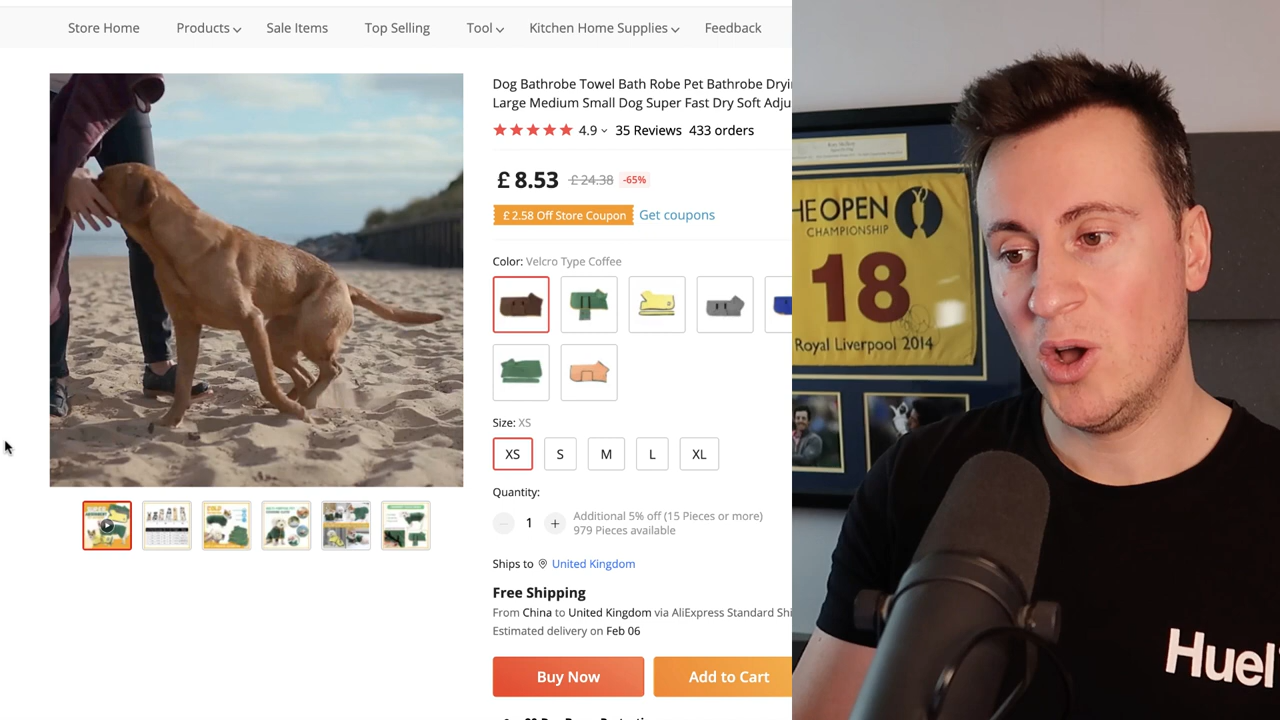 Store Home Products Sale Items Top Selling Tool Kitchen Home Supplies Feedback
Dog Bathrobe Towel Bath Robe Pet Bathrobe
Large Medium Small Dog Super Fast Dry Soft
4.9 35 Reviews 433 orders
£ 8.53 £ 24.38 -65%
£ 2.58 Off Store Coupon Get coupons
Color: Velcro Type Coffee
Size: XS
XS S M L XL
Quantity:
1 Additional 5% off (15 Pieces or more)
979 Pieces available
Ships to United Kingdom
Free Shipping
From China to United Kingdom via AliExpress Standard
Estimated delivery on Feb 06
Buy Now Add to Cart
HE OPEN
CHAMPIONSHIP
18
Royal Liverpool 2014
Huel